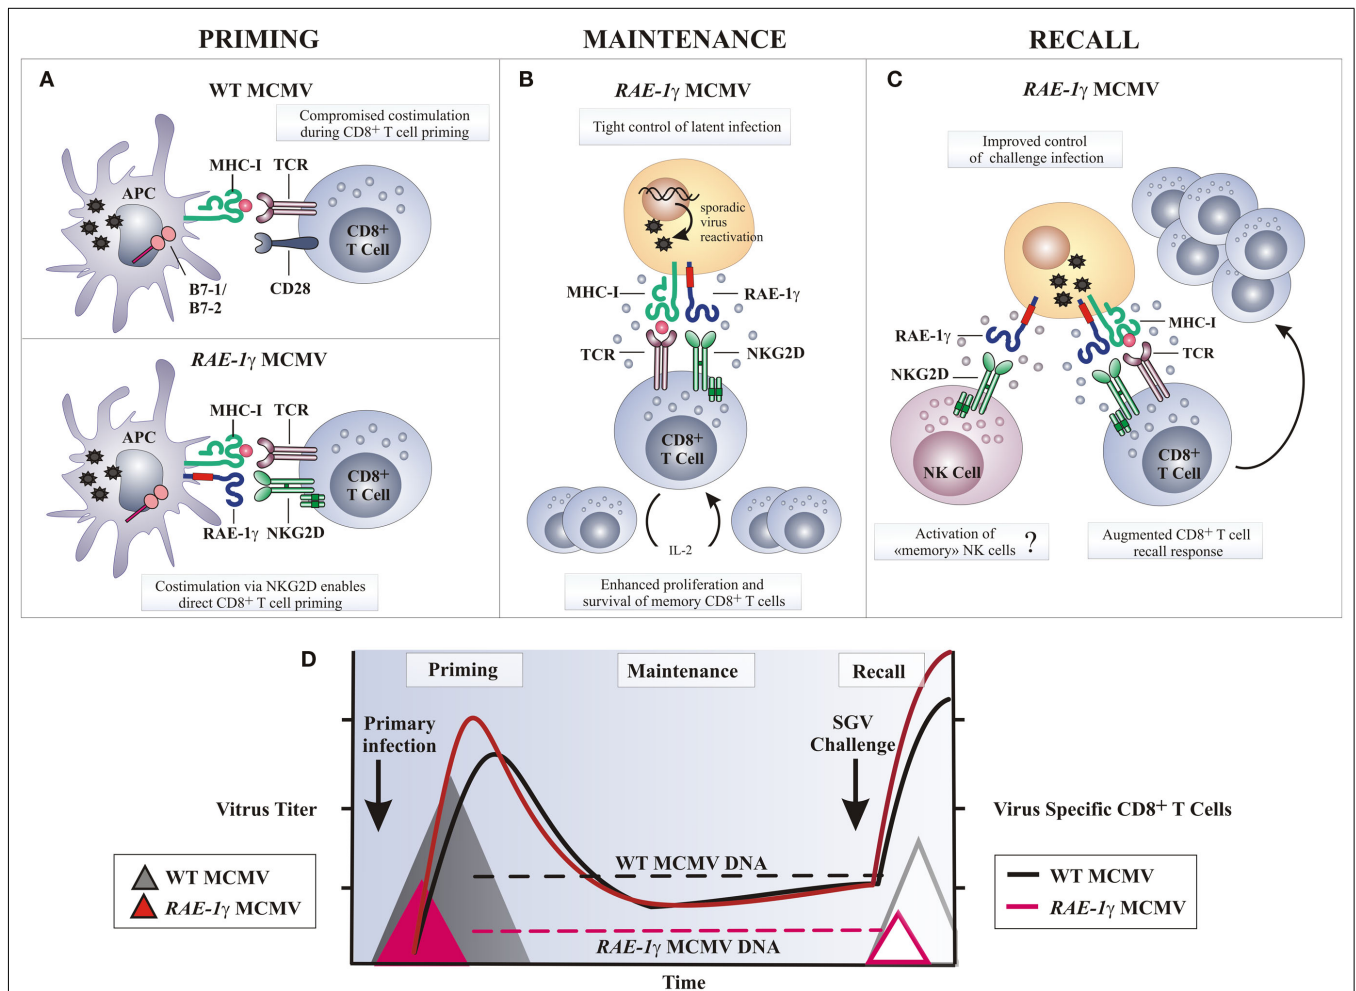 PRIMING
MAINTENANCE
RECALL
A
WT MCMV
Compromised costimulation
during CD8+ T cell priming
MHC-I
TCR
APC
CD8+
T Cell
B7-1/
B7-2
CD28
RAE-1γ MCMV
MHC-I
TCR
APC
CD8+
T Cell
RAE-1γ
NKG2D
Costimulation via NKG2D enables
direct CD8+ T cell priming
B
RAE-1γ MCMV
Tight control of latent infection
sporadic
virus
reactivation
MHC-I
RAE-1γ
TCR
NKG2D
CD8+
T Cell
IL-2
Enhanced proliferation and
survival of memory CD8+ T cells
C
RAE-1γ MCMV
Improved control
of challenge infection
RAE-1γ
MHC-I
TCR
NKG2D
NK Cell
CD8+
T Cell
Activation of
«memory» NK cells ?
Augmented CD8+ T cell
recall response
D
Priming
Maintenance
Recall
Primary
infection
SGV
Challenge
Vitrus Titer
Virus Specific CD8+ T Cells
WT MCMV DNA
WT MCMV
RAE-1γ MCMV
WT MCMV
RAE-1γ MCMV
RAE-1γ MCMV DNA
Time